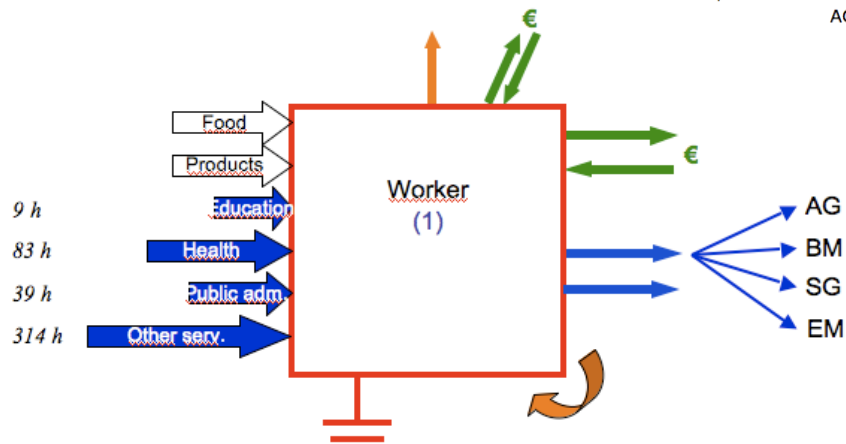 AG
€
Food
Products
€
Worker
(1)
9 h
Education
83 h
Health
39 h
Public adm.
314 h
Other serv.
AG
BM
SG
EM